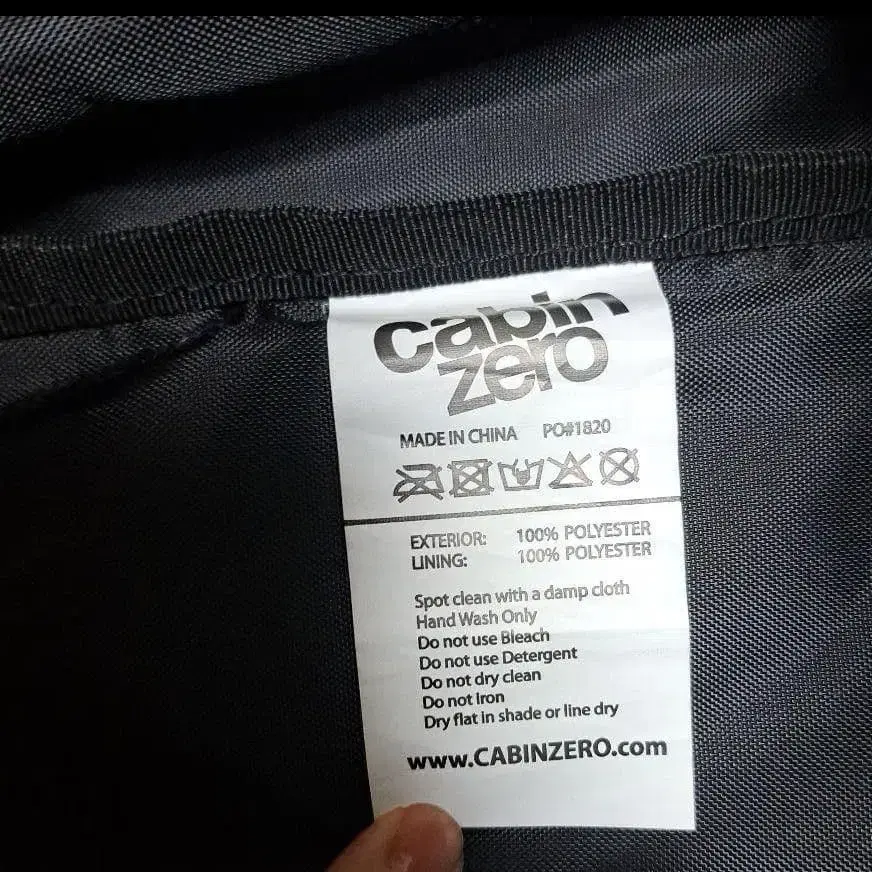 Cabin
zero
MADE IN CHINA PO#1820
EXTERIOR: 100% POLYESTER
LINING: 100% POLYESTER
Spot clean with a damp cloth
Hand Wash Only
Do not use Bleach
Do not use Detergent
Do not dry clean
Do not Iron
Dry flat in shade or line dry
www.CABINZERO.com